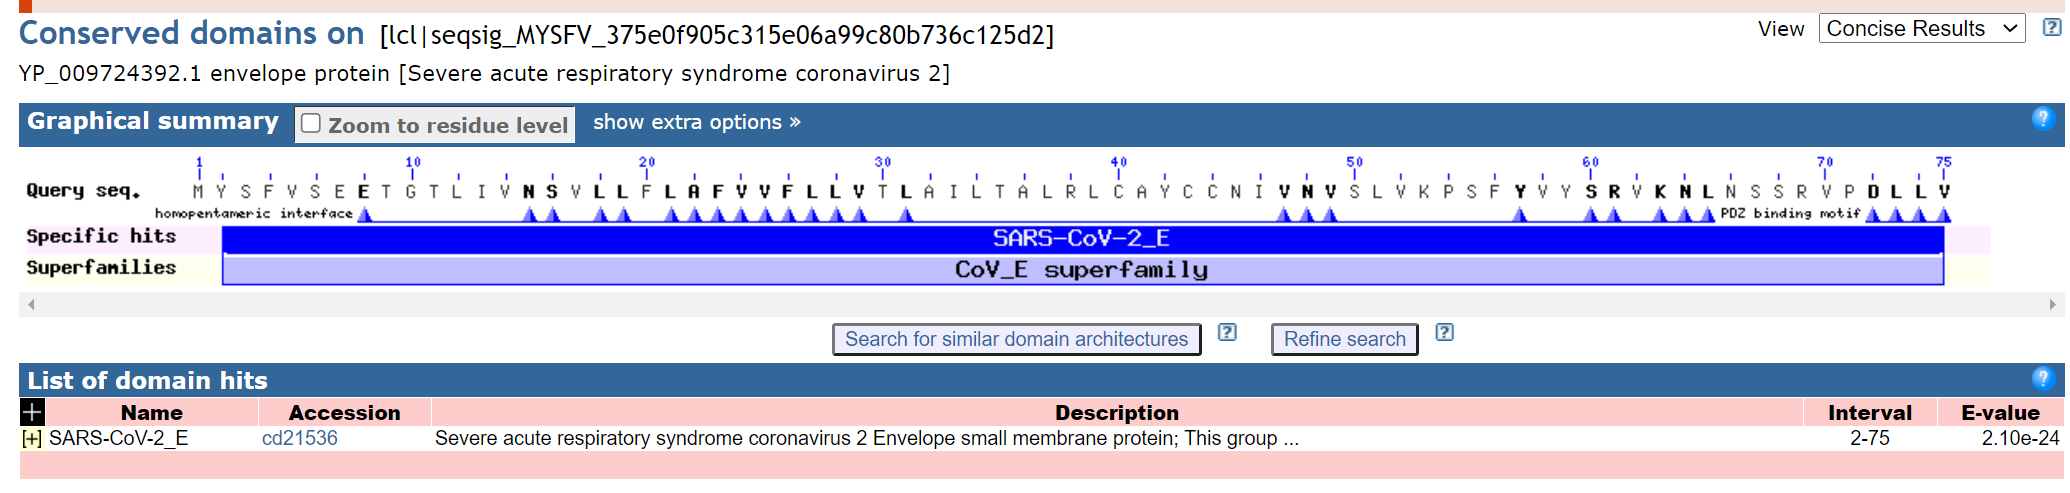 Conserved domains on [lcl|seqsig_MYSFV_375e0f905c315e06a99c80b736c125d2]
View Concise Results ?
YP_009724392.1 envelope protein [Severe acute respiratory syndrome coronavirus 2]
Graphical summary Zoom to residue level show extra options » ?
1 10 20 30 40 50 60 70 75
Query seq. M Y S F V S E E T G T L I V N S V L L F L A F V V F L L V T L A I L T A L R L C A Y C C N I V N V S L V K P S F Y V Y S R V K N L N S S R V P D L L V
homopentameric interface PDZ binding motif
Specific hits SARS-CoV-2_E
Superfamilies CoV_E superfamily
Search for similar domain architectures ? Refine search ?
List of domain hits ?
+ Name Accession Description Interval E-value
[+] SARS-CoV-2_E cd21536 Severe acute respiratory syndrome coronavirus 2 Envelope small membrane protein; This group ... 2-75 2.10e-24